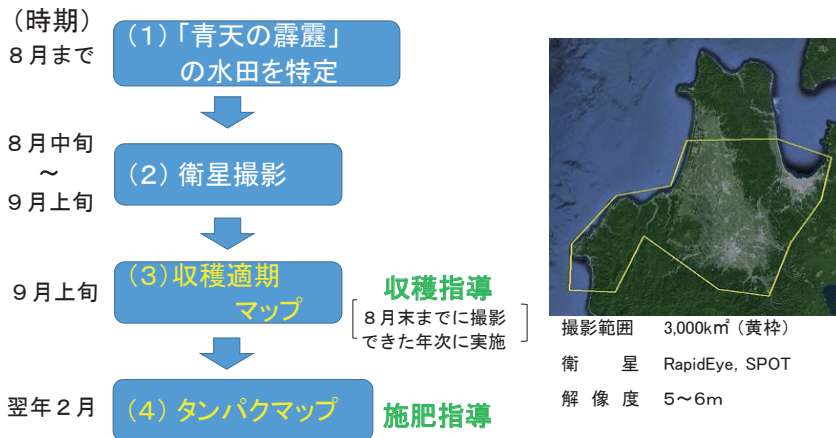 （時期）
８月まで
（１）「青天の霹靂」
の水田を特定
８月中旬
～
９月上旬
（２）衛星撮影
９月上旬
（３）収穫適期
マップ
収穫指導
８月末までに撮影
できた年次に実施
翌年２月
（４）タンパクマップ
施肥指導
撮影範囲　3,000k㎡（黄枠）
衛　　星　RapidEye, SPOT
解 像 度　５～６ｍ